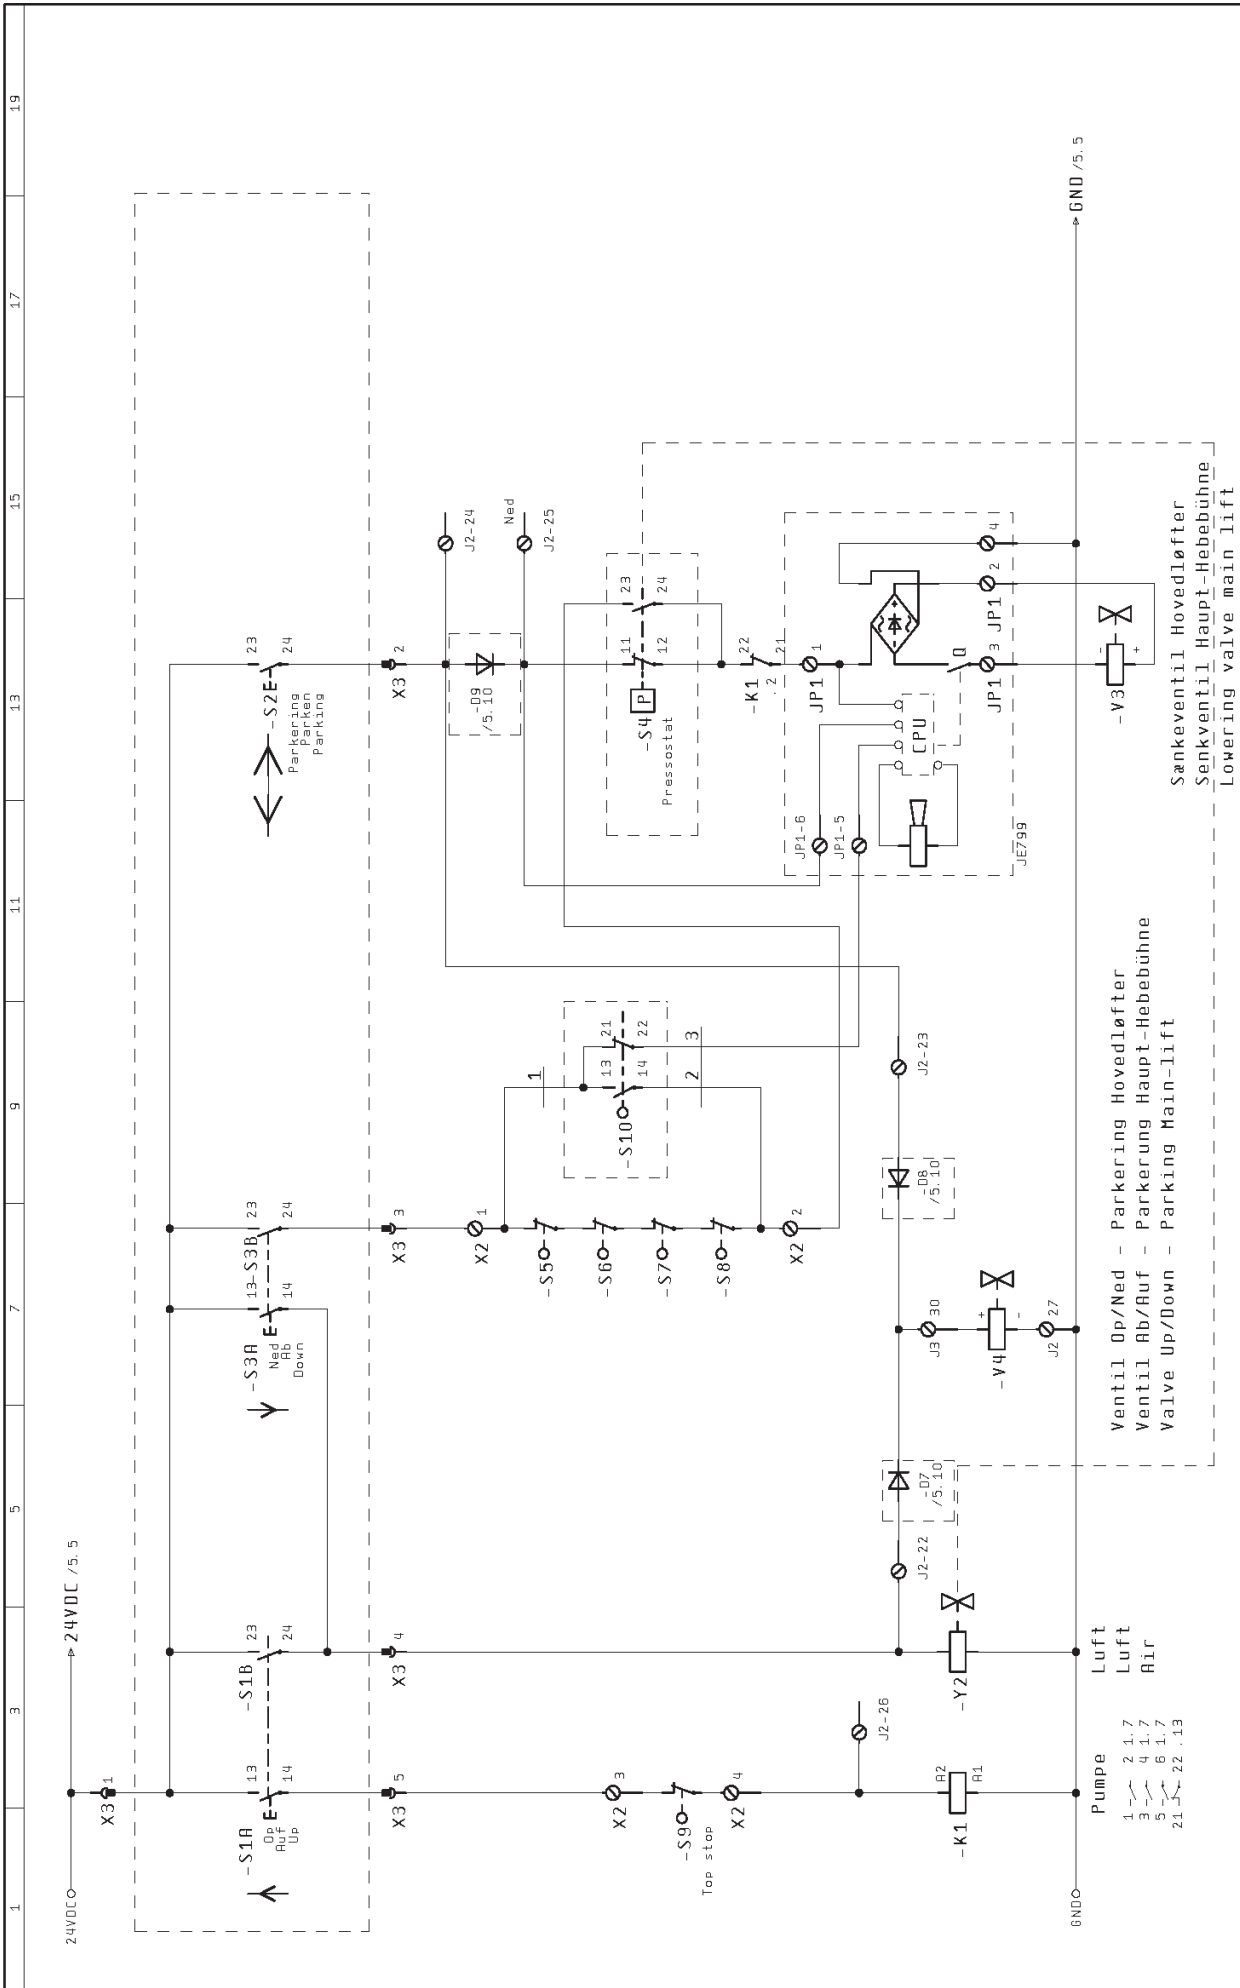 1
3
5
7
9
11
13
15
17
19
24VDC
24VDC /5.5
X3
1
-S1A
Op
Auf
Up
13
14
-S1B
23
24
-S3A
Ned
Ab
Down
13
14
-S3B
23
24
-S2
Parkering
Parken
Parking
23
24
X3
5
X3
4
X3
3
X3
2
J2-24
-D9
/5.10
Ned
J2-25
X2
1
-S5
-S6
-S7
-S8
X2
2
1
-S10
13
14
21
22
2
3
-S4
P
Pressostat
11
12
23
24
-K1
.2
22
21
X2
3
-S9
Top stop
X2
4
J2-26
JP1-6
JP1-5
JP1
1
CPU
Q
JP1
3
JP1
2
4
JE799
J2-22
-D7
/5.10
-D8
/5.10
J2-23
J3
30
-V4
+
-
J2
27
-K1
A2
A1
-Y2
-V3
-
+
GND
GND /5.5
Pumpe
1 2 1.7
3 4 1.7
5 6 1.7
21 22 .13
Luft
Luft
Air
Ventil Op/Ned - Parkering Hovedløfter
Ventil Ab/Auf - Parkerung Haupt-Hebebühne
Valve Up/Down - Parking Main-lift
Sænkeventil Hovedløfter
Senkventil Haupt-Hebebühne
Lowering valve main lift